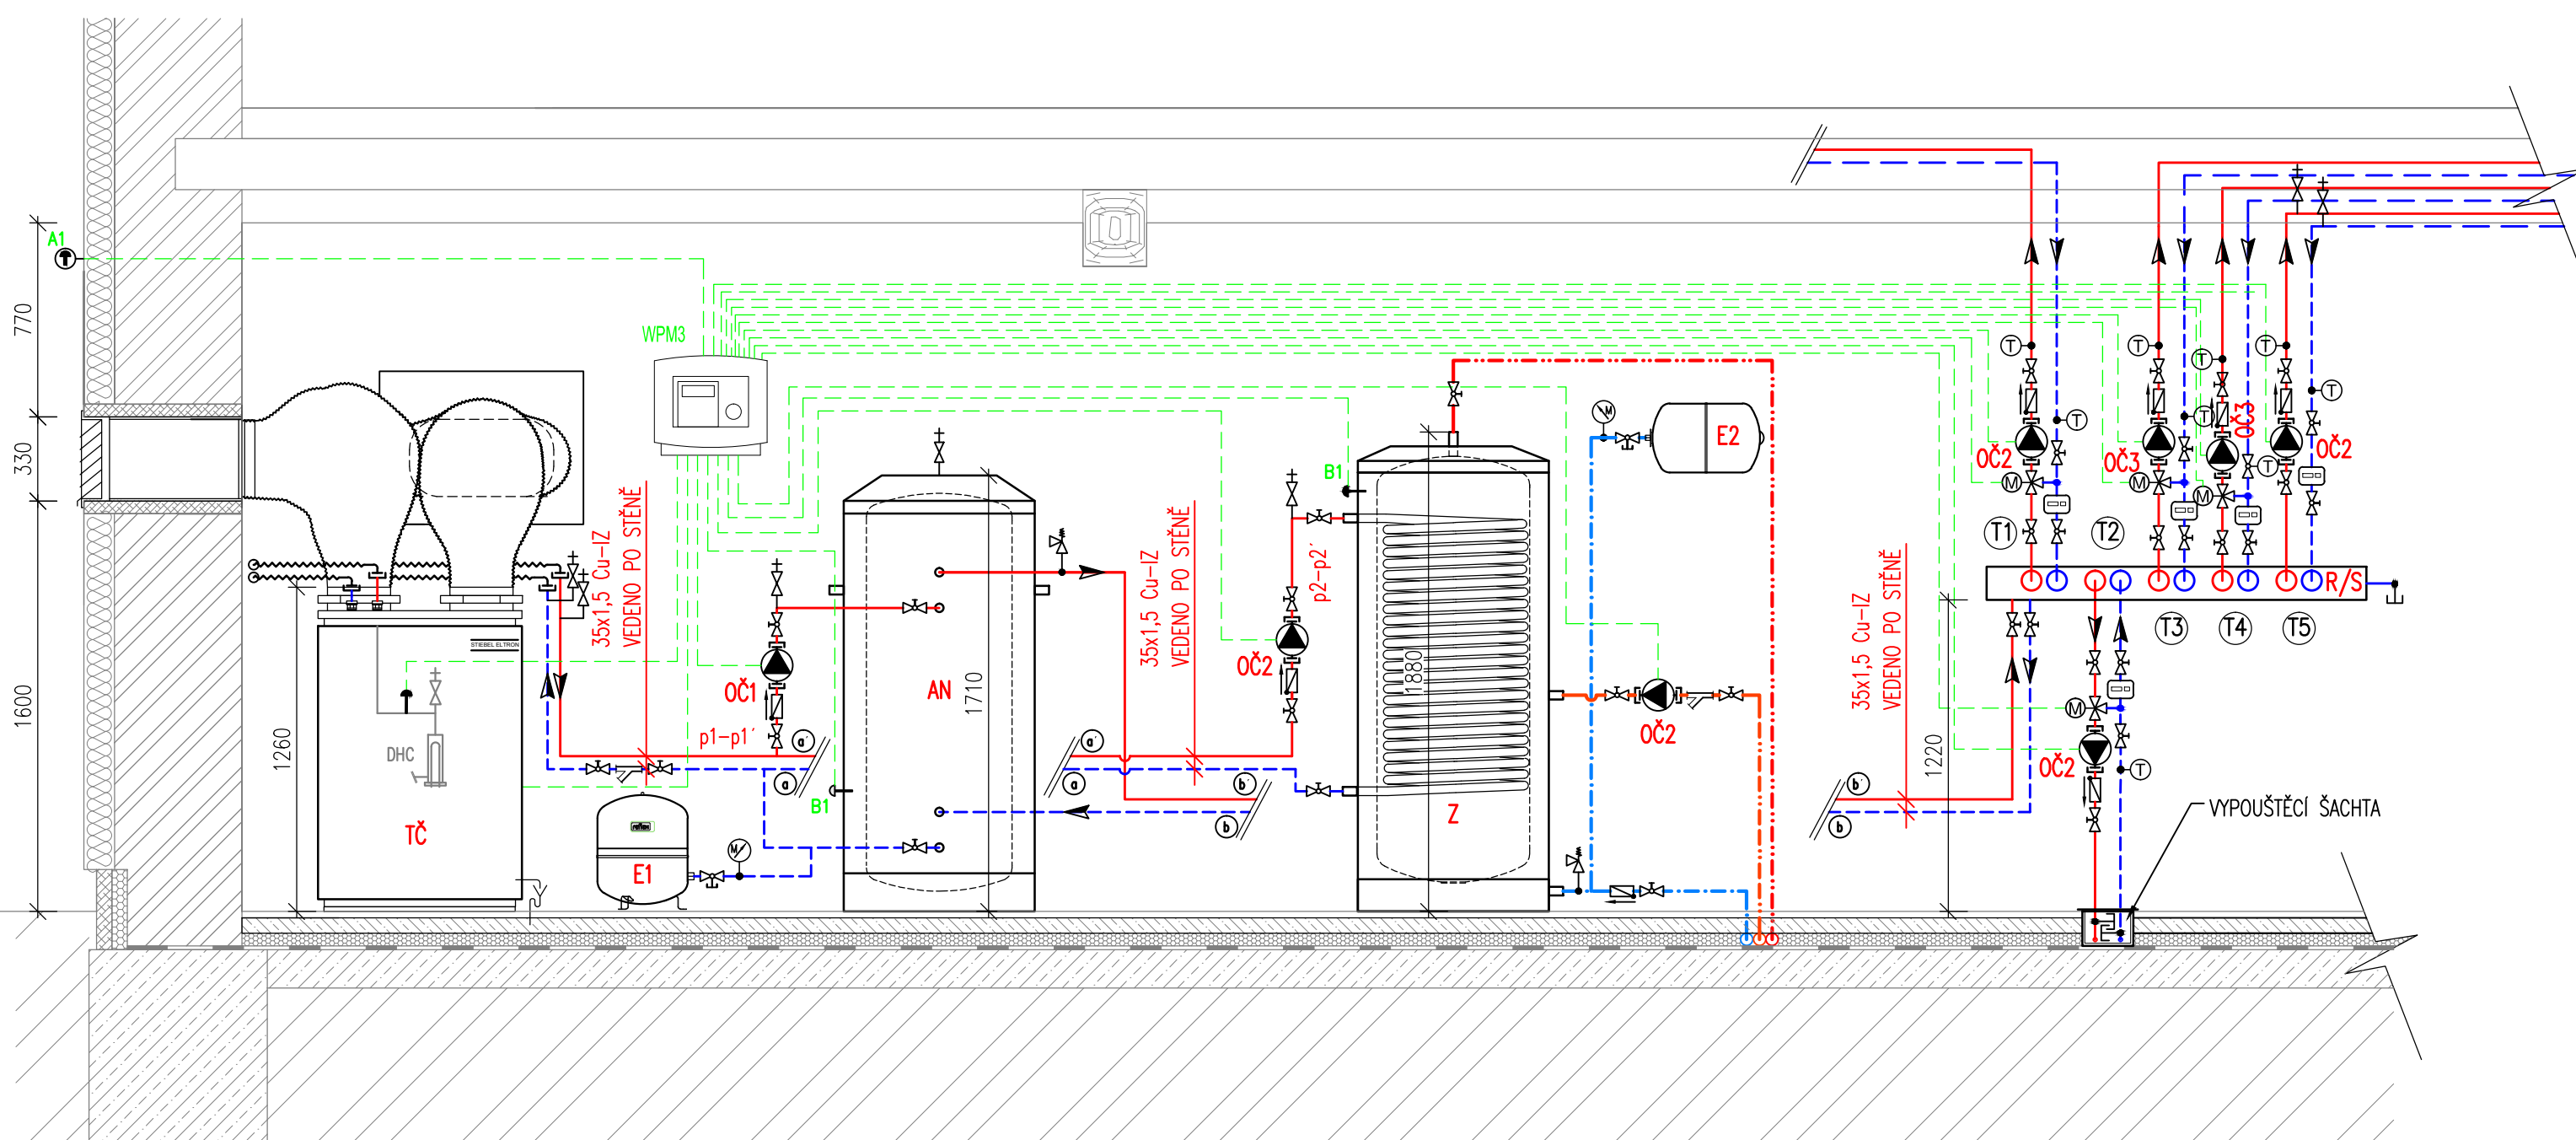 A1
770
330
1600
1260
WPM3
STIEBEL ELTRON
DHC
TČ
35x1,5 Cu-IZ
VEDENO PO STĚNĚ
p1-p1´
OČ1
E1
reflex
M
a´
a
B1
AN
1710
a´
a
35x1,5 Cu-IZ
VEDENO PO STĚNĚ
b´
b
OČ2
p2-p2´
B1
1880
Z
M
E2
OČ2
35x1,5 Cu-IZ
VEDENO PO STĚNĚ
b´
b
1220
T
T
OČ2
M
T1
T
T
OČ3
M
T2
T
T
OČ3
M
T
T
OČ2
R/S
T3
T4
T5
M
OČ2
T
VYPOUŠTĚCÍ ŠACHTA